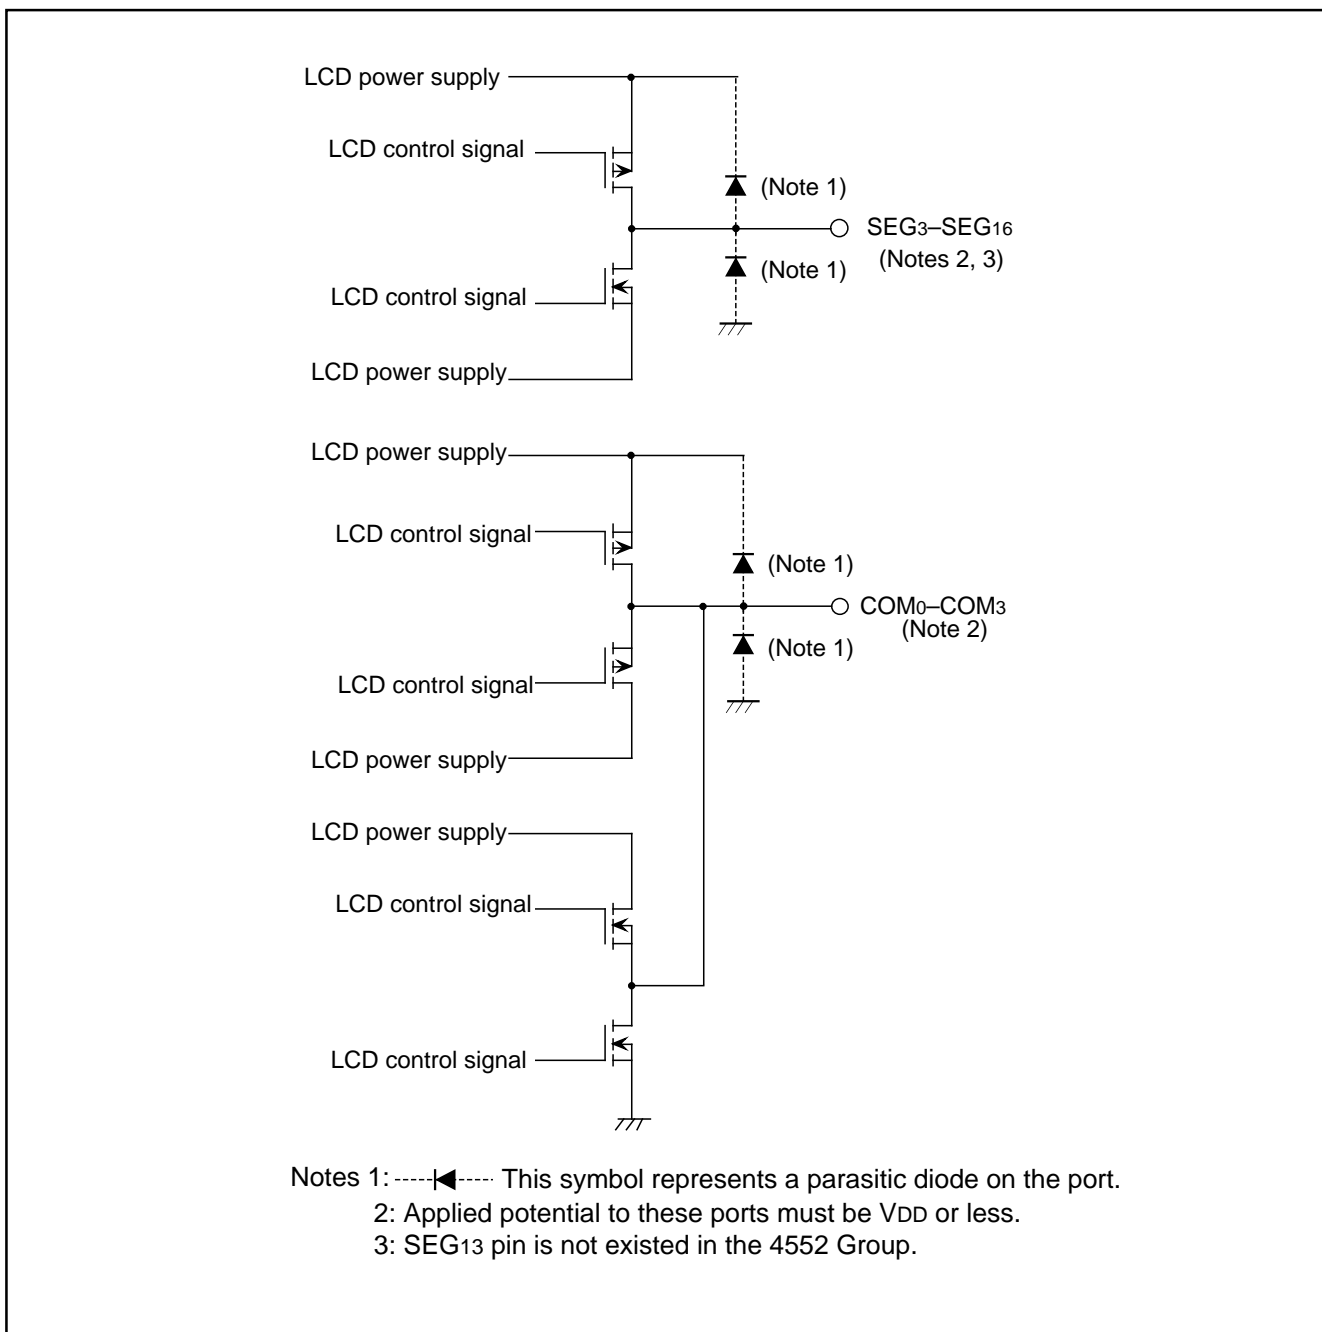 LCD power supply
LCD control signal
(Note 1)
SEG3–SEG16
(Notes 2, 3)
(Note 1)
LCD control signal
LCD power supply
LCD power supply
LCD control signal
(Note 1)
COM0–COM3
(Note 2)
(Note 1)
LCD control signal
LCD power supply
LCD power supply
LCD control signal
LCD control signal
Notes 1: This symbol represents a parasitic diode on the port.
2: Applied potential to these ports must be VDD or less.
3: SEG13 pin is not existed in the 4552 Group.